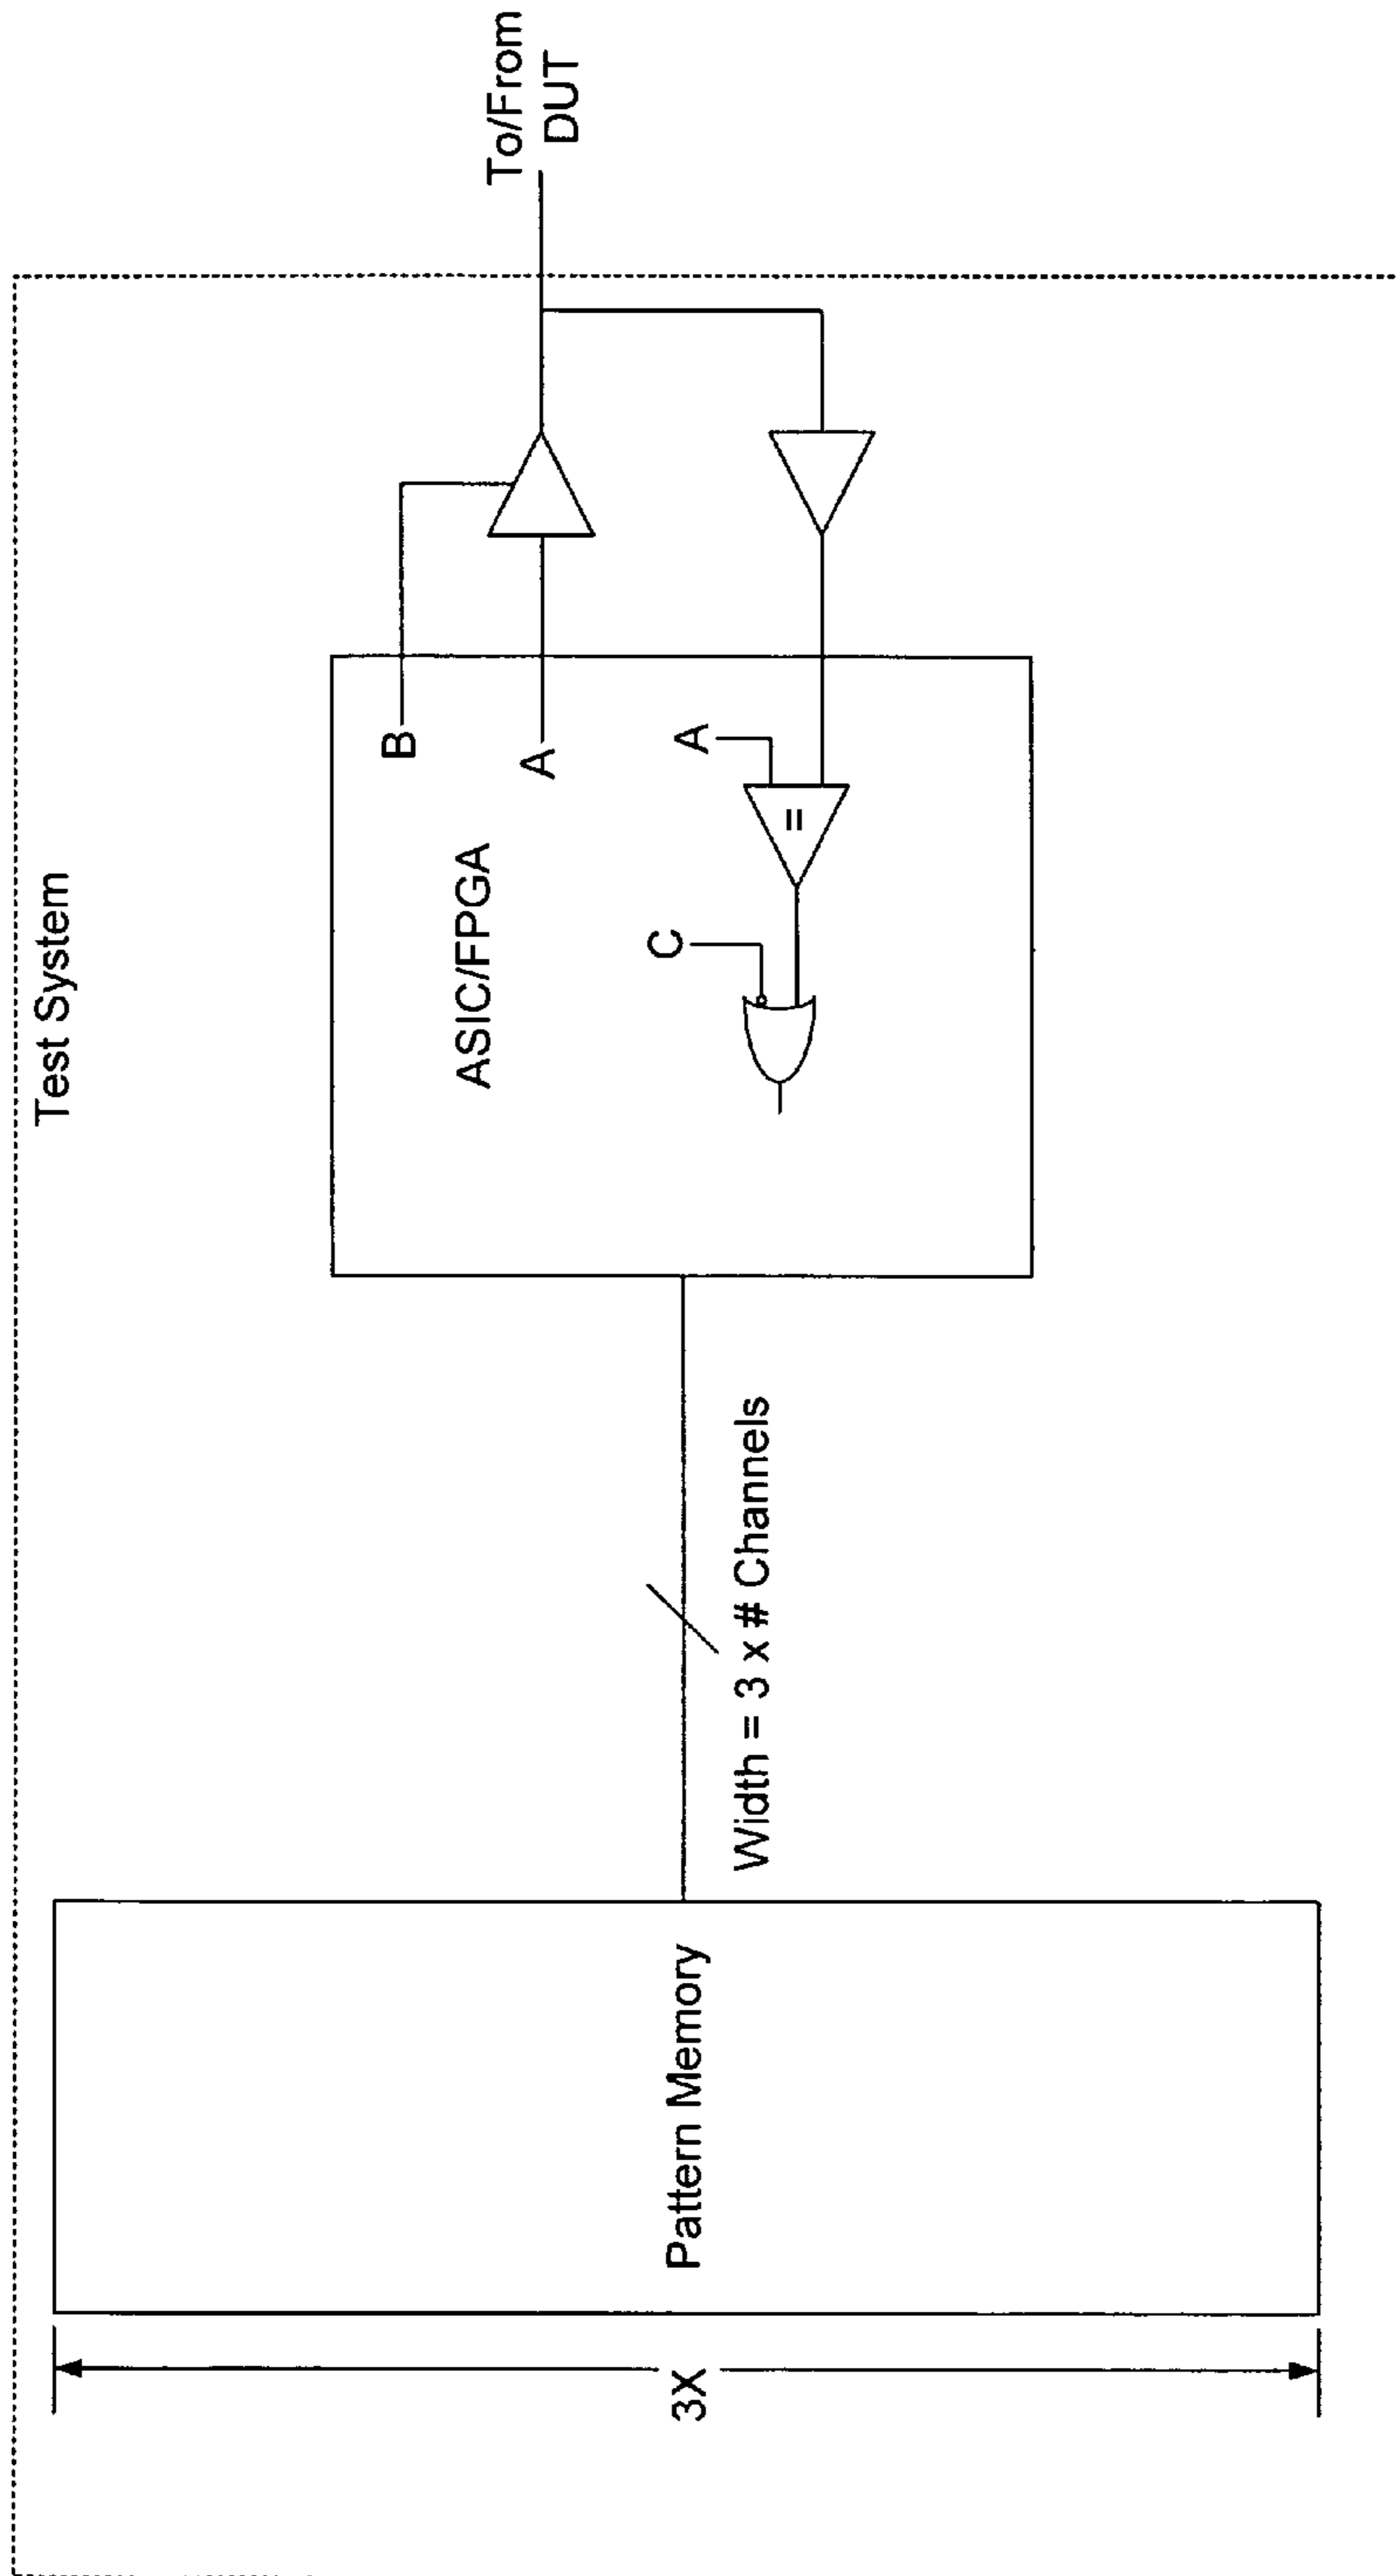 Test System
3X
Pattern Memory
Width = 3 x # Channels
ASIC/FPGA
B
A
A
=
C
To/From
DUT